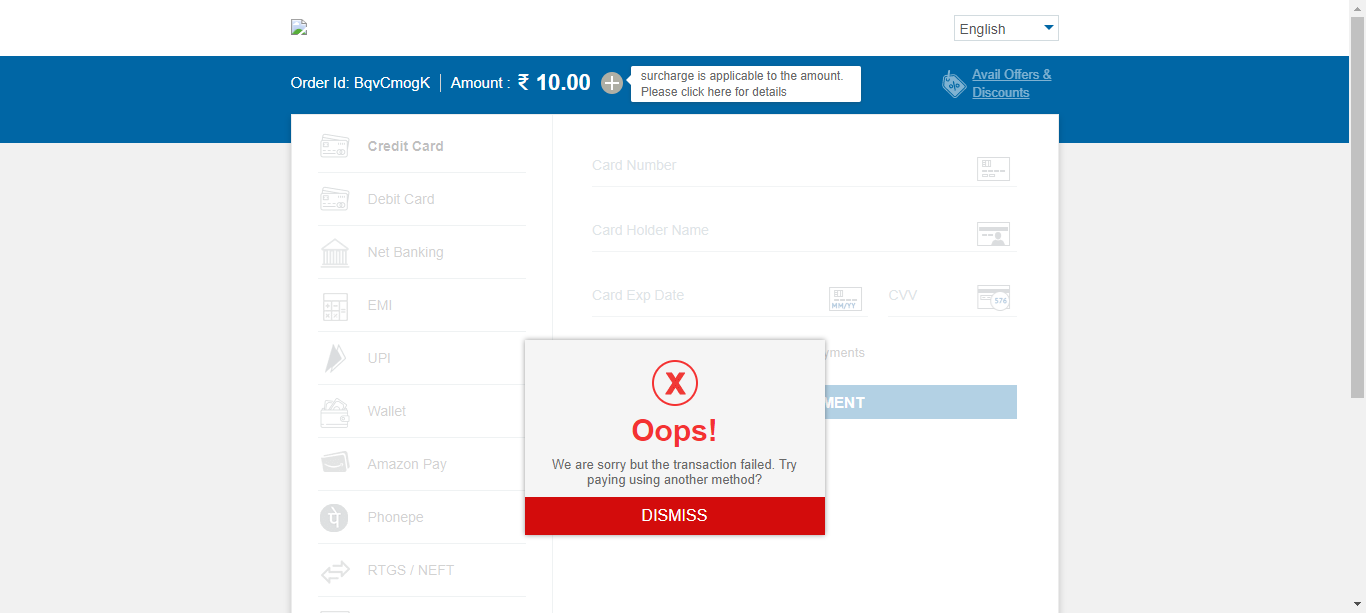 English
Order Id: BqvCmogK | Amount : ₹ 10.00
surcharge is applicable to the amount.
Please click here for details
Avail Offers &
Discounts
Credit Card
Debit Card
Net Banking
EMI
UPI
Wallet
Amazon Pay
Phonepe
RTGS / NEFT
Card Number
Card Holder Name
Card Exp Date
MM/YY
CVV
576
yments
MENT
X
Oops!
We are sorry but the transaction failed. Try
paying using another method?
DISMISS